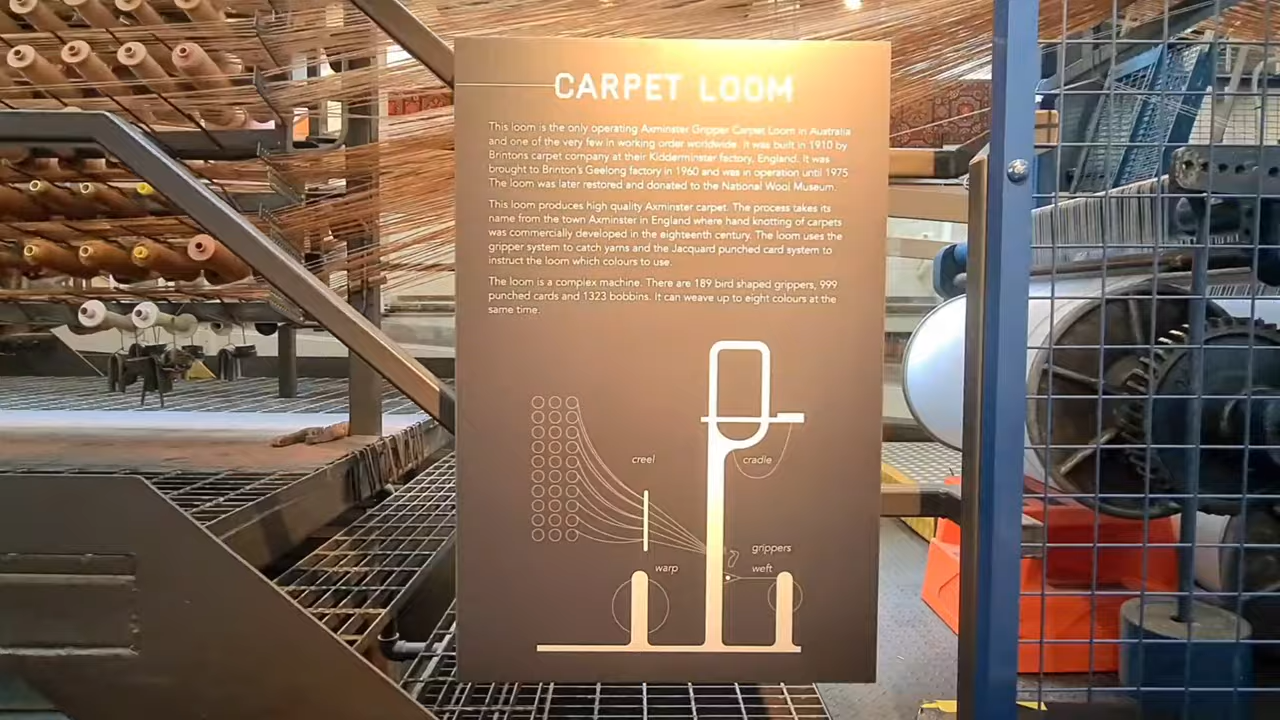 CARPET LOOM
This loom is the only operating Axminster Gripper Carpet Loom in Australia
and one of the very few in working order worldwide. It was built in 1910 by
Brintons carpet company at their Kidderminster factory, England. It was
brought to Brinton's Geelong factory in 1960 and was in operation until 1975
The loom was later restored and donated to the National Wool Museum.
This loom produces high quality Axminster carpet. The process takes its
name from the town Axminster in England where hand knotting of carpets
was commercially developed in the eighteenth century. The loom uses the
gripper system to catch yarns and the Jacquard punched card system to
instruct the loom which colours to use.
The loom is a complex machine. There are 189 bird shaped grippers, 999
punched cards and 1323 bobbins. It can weave up to eight colours at the
same time.
creel
cradle
grippers
warp
weft